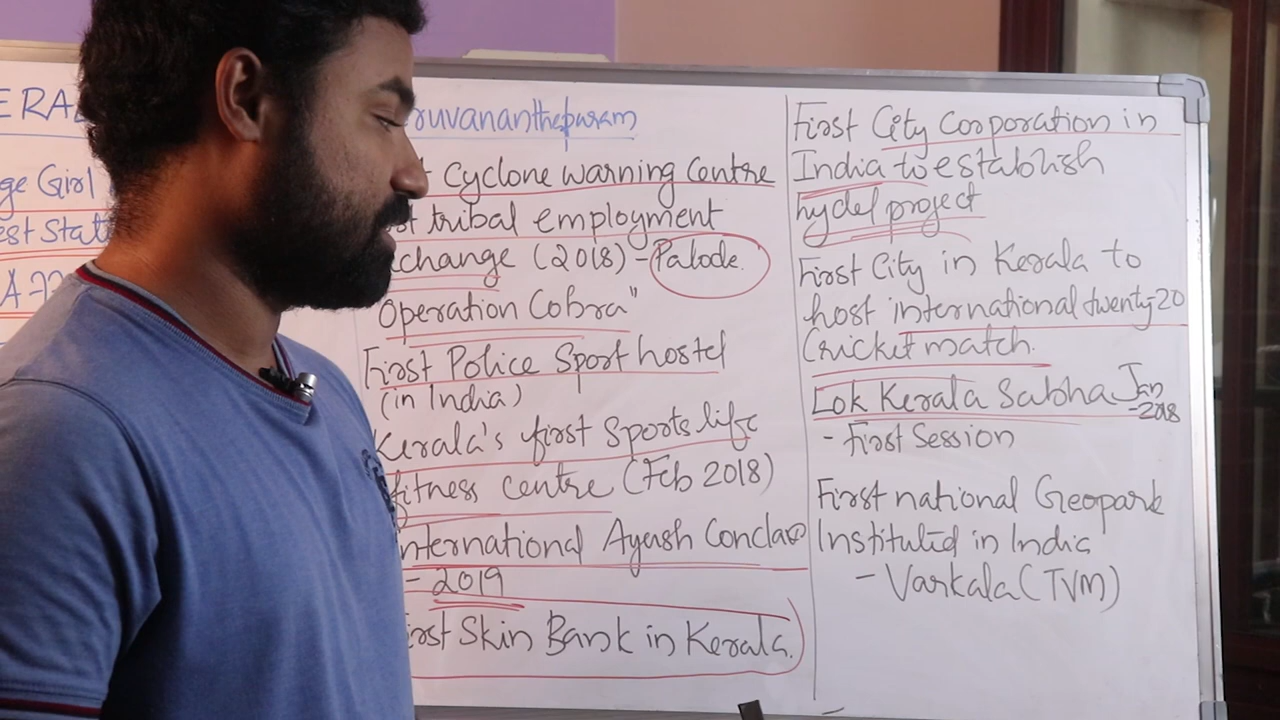 ERAL
ge Girl
est Stat
A-
ruvananthapuram
Cyclone warning Centre
st tribal employment
change (2018) - Palode.
Operation Cobra"
First Police Sport hostel
(in India)
Kerala's first Sports life
fitness centre (Feb 2018)
nternational Ayush Conclave
- 2019
irst Skin Bank in Kerala.
First City Corporation in
India to establish
hydel project
First City in Kerala to
host international twenty-20
Cricket match.
Lok Kerala Sabha Jan
-2018
- First Session
First national Geopark
Instituted in India
- Varkala (TVM)